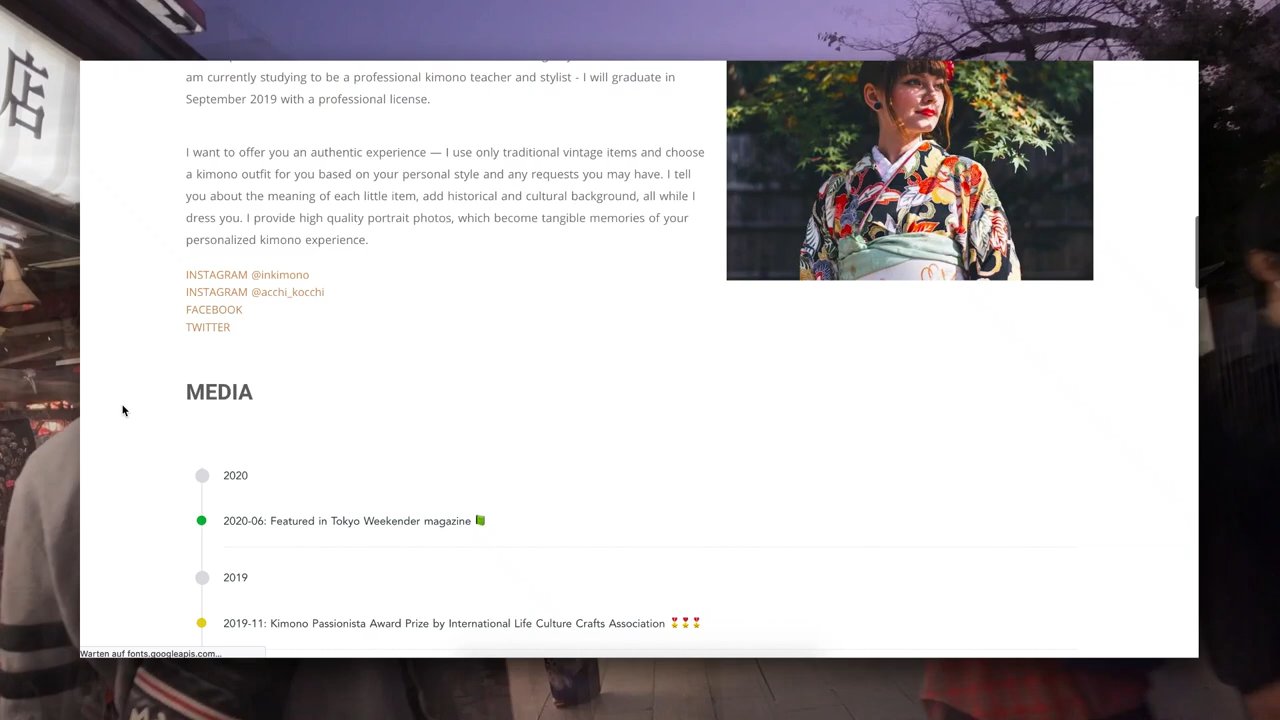 店
am currently studying to be a professional kimono teacher and stylist - I will graduate in
September 2019 with a professional license.
I want to offer you an authentic experience — I use only traditional vintage items and choose
a kimono outfit for you based on your personal style and any requests you may have. I tell
you about the meaning of each little item, add historical and cultural background, all while I
dress you. I provide high quality portrait photos, which become tangible memories of your
personalized kimono experience.
INSTAGRAM @inkimono
INSTAGRAM @acchi_kocchi
FACEBOOK
TWITTER
MEDIA
2020
2020-06: Featured in Tokyo Weekender magazine
2019
2019-11: Kimono Passionista Award Prize by International Life Culture Crafts Association
Warten auf fonts.googleapis.com...